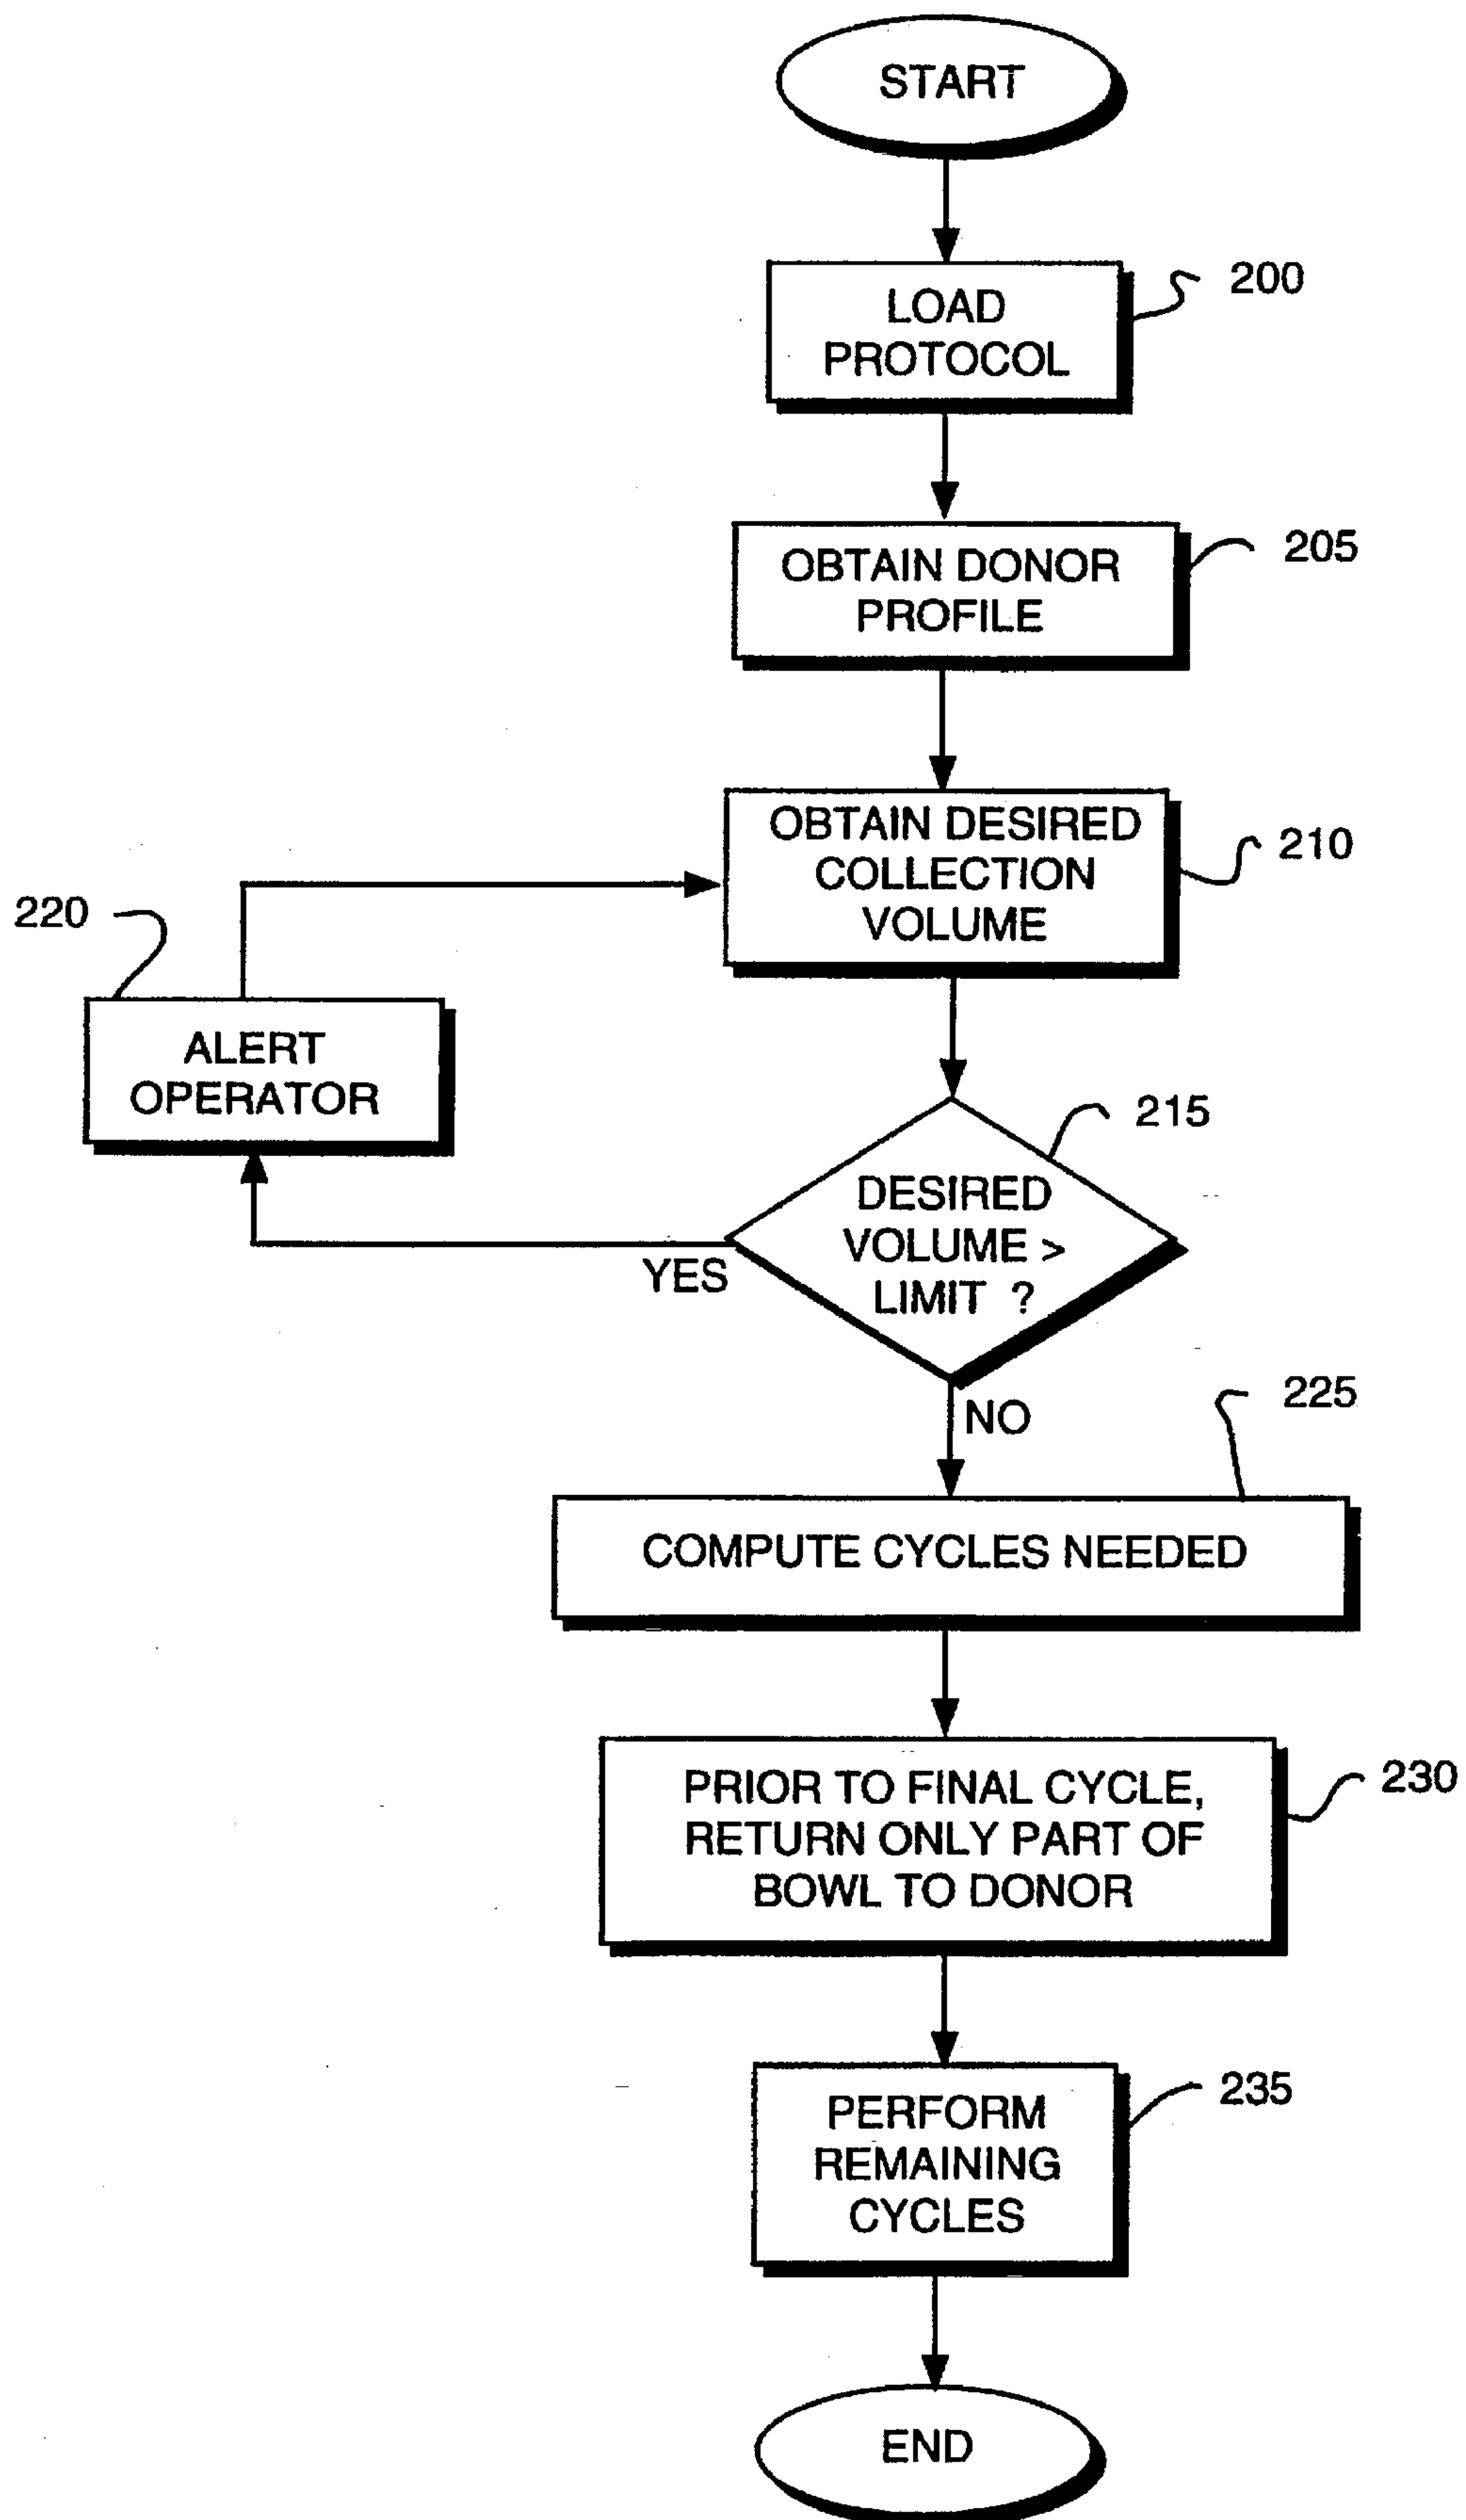 START
LOAD
PROTOCOL
200
OBTAIN DONOR
PROFILE
205
OBTAIN DESIRED
COLLECTION
VOLUME
210
220
ALERT
OPERATOR
215
DESIRED
VOLUME >
LIMIT ?
YES
NO
225
COMPUTE CYCLES NEEDED
PRIOR TO FINAL CYCLE,
RETURN ONLY PART OF
BOWL TO DONOR
230
PERFORM
REMAINING
CYCLES
235
END